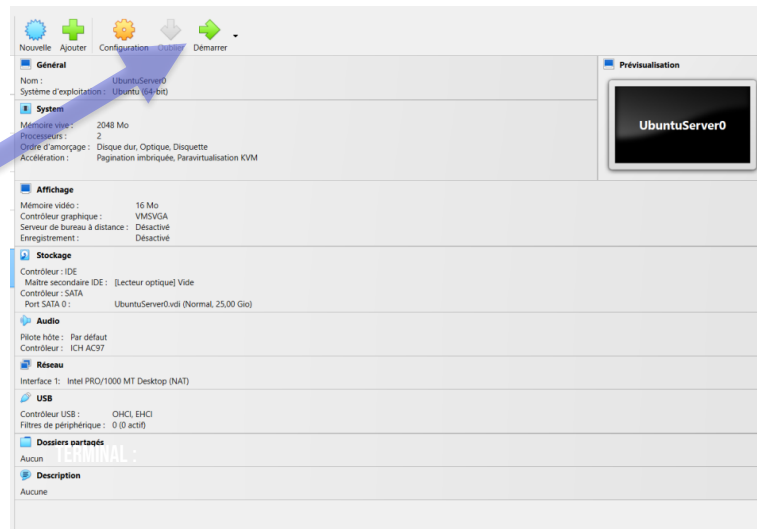 Nouvelle Ajouter Configuration Oublier Démarrer
Général
Nom : UbuntuServer0
Système d'exploitation : Ubuntu (64-bit)
System
Mémoire vive : 2048 Mo
Processeurs : 2
Ordre d'amorçage : Disque dur, Optique, Disquette
Accélération : Pagination imbriquée, Paravirtualisation KVM
Prévisualisation
UbuntuServer0
Affichage
Mémoire vidéo : 16 Mo
Contrôleur graphique : VMSVGA
Serveur de bureau à distance : Désactivé
Enregistrement : Désactivé
Stockage
Contrôleur : IDE
Maître secondaire IDE : [Lecteur optique] Vide
Contrôleur : SATA
Port SATA 0 : UbuntuServer0.vdi (Normal, 25,00 Gio)
Audio
Pilote hôte : Par défaut
Contrôleur : ICH AC97
Réseau
Interface 1: Intel PRO/1000 MT Desktop (NAT)
USB
Contrôleur USB : OHCI, EHCI
Filtres de périphérique : 0 (0 actif)
Dossiers partagés
Aucun
TERMINAL :
Description
Aucune